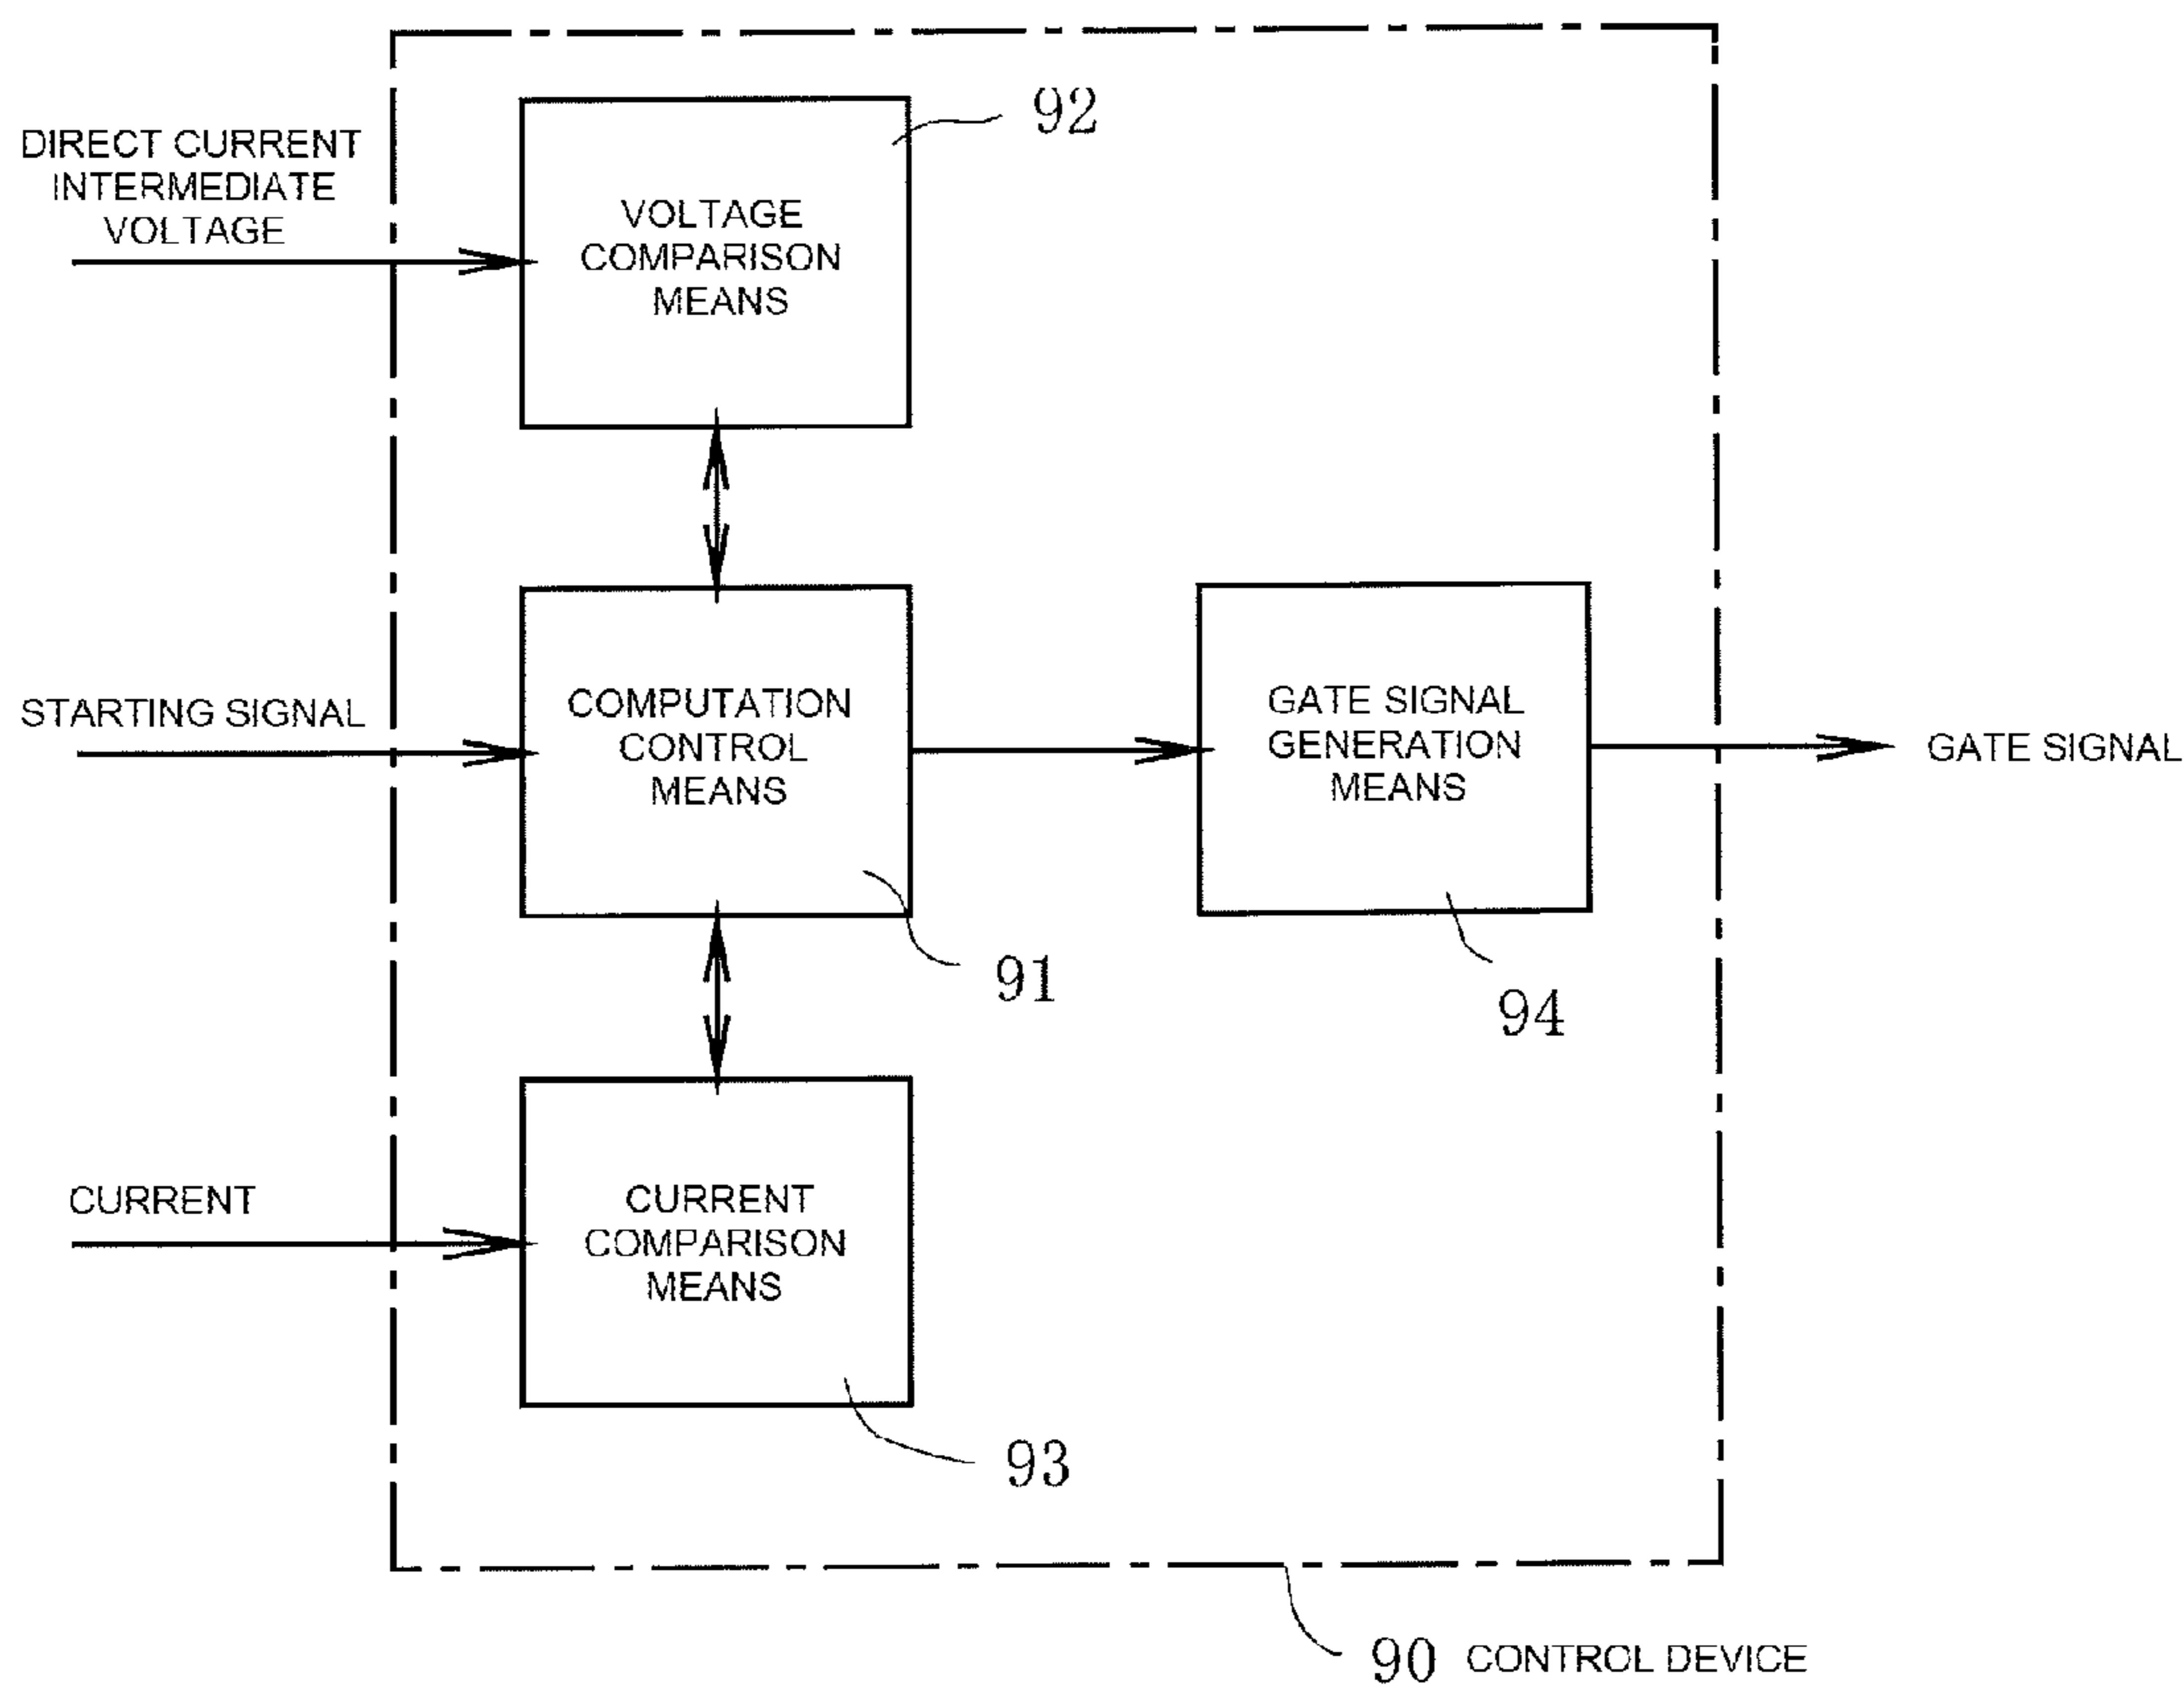 92
DIRECT CURRENT
INTERMEDIATE
VOLTAGE
VOLTAGE
COMPARISON
MEANS
STARTING SIGNAL
COMPUTATION
CONTROL
MEANS
GATE SIGNAL
GENERATION
MEANS
GATE SIGNAL
91
94
CURRENT
CURRENT
COMPARISON
MEANS
93
90 CONTROL DEVICE